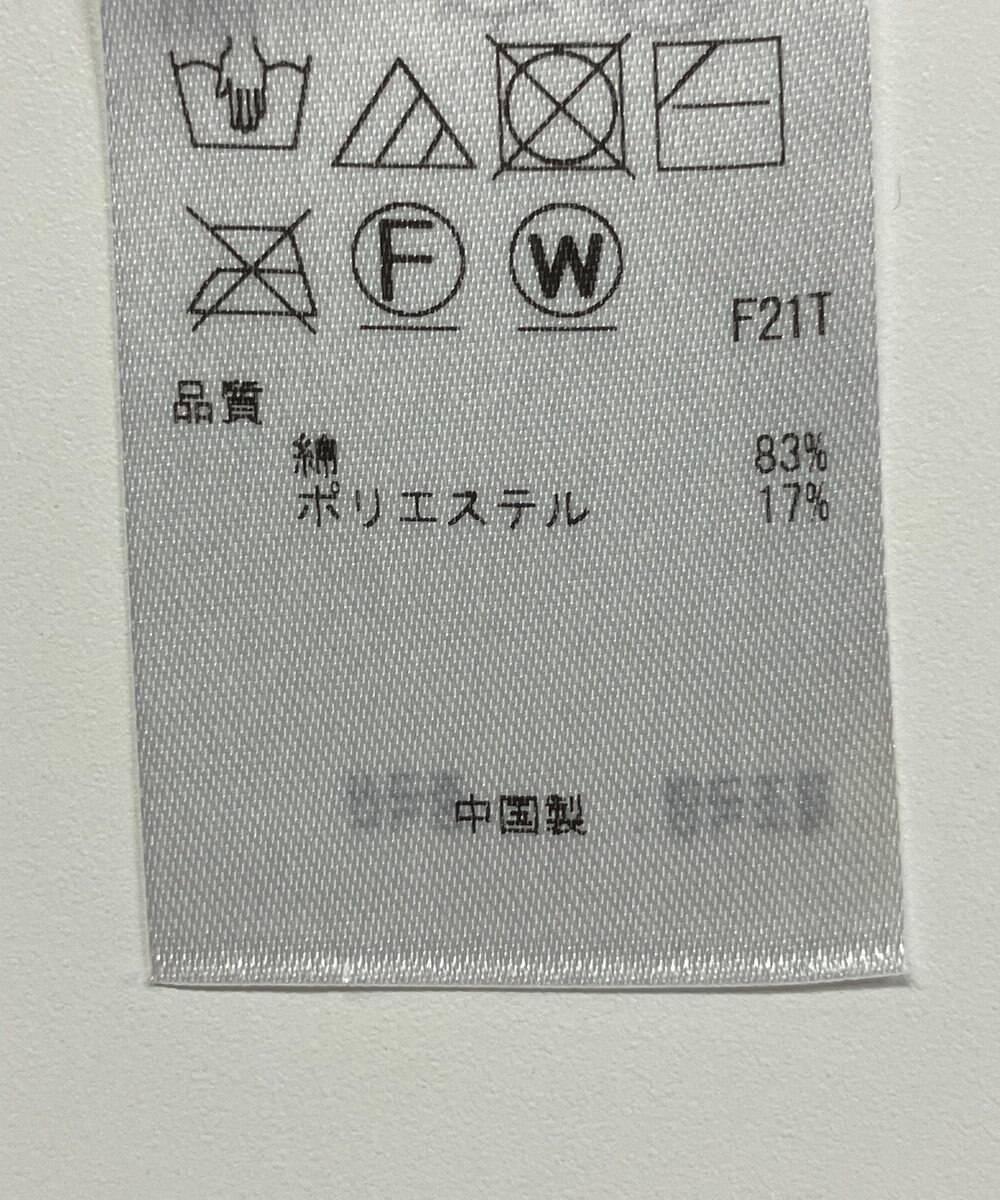 F W
F21T
品質
綿 83%
ポリエステル 17%
中国製